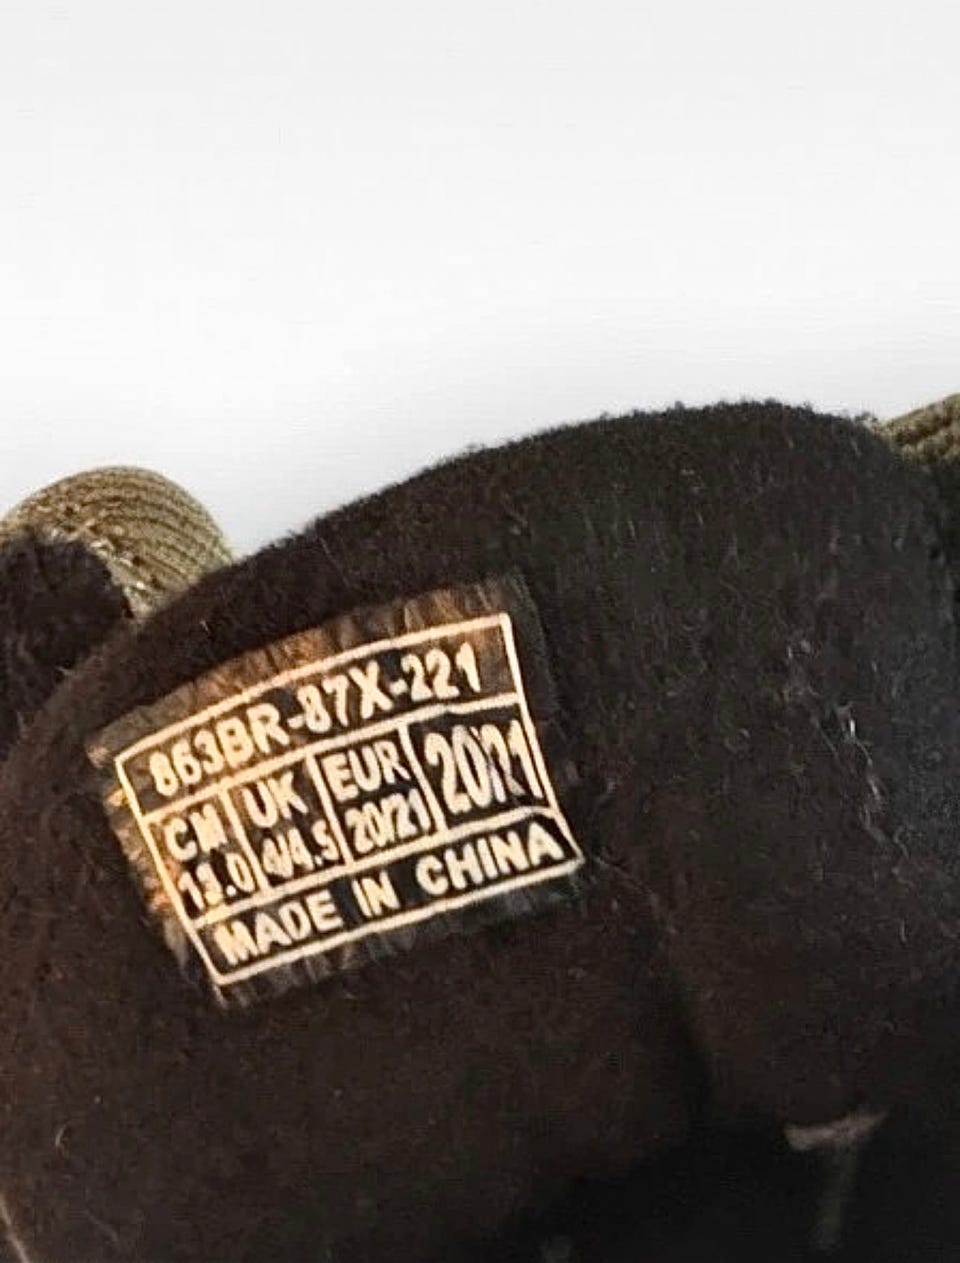 863BR-87X-221
CM UK EUR 20/21
13.0 4/4.5 20/21
MADE IN CHINA